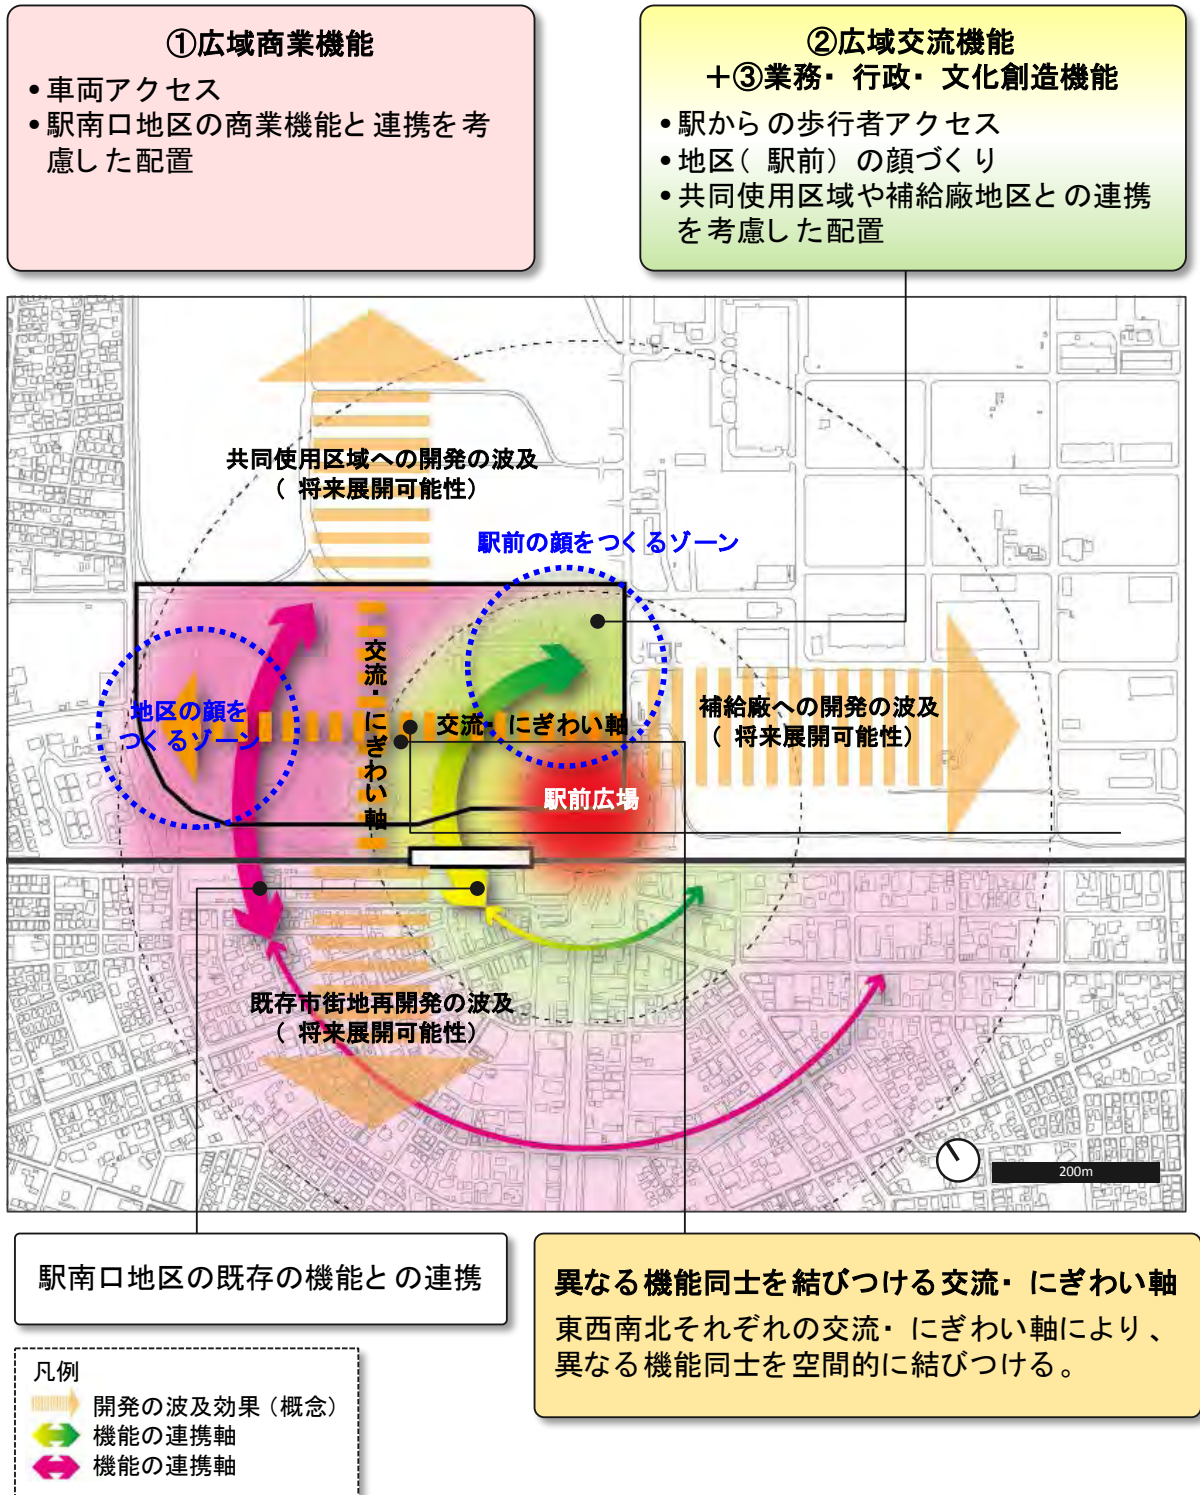 ①広域商業機能
•車両アクセス
•駅南口地区の商業機能と連携を考
慮した配置
②広域交流機能
＋③業務・行政・文化創造機能
•駅からの歩行者アクセス
•地区（駅前）の顔づくり
•共同使用区域や補給廠地区との連携
を考慮した配置
共同使用区域への開発の波及
（将来展開可能性）
駅前の顔をつくるゾーン
交流・にぎわい軸
地区の顔を
つくるゾーン
交流・にぎわい軸
補給廠への開発の波及
（将来展開可能性）
駅前広場
既存市街地再開発の波及
（将来展開可能性）
200m
駅南口地区の既存の機能との連携
異なる機能同士を結びつける交流・にぎわい軸
東西南北それぞれの交流・にぎわい軸により、
異なる機能同士を空間的に結びつける。
凡例
開発の波及効果（概念）
機能の連携軸
機能の連携軸